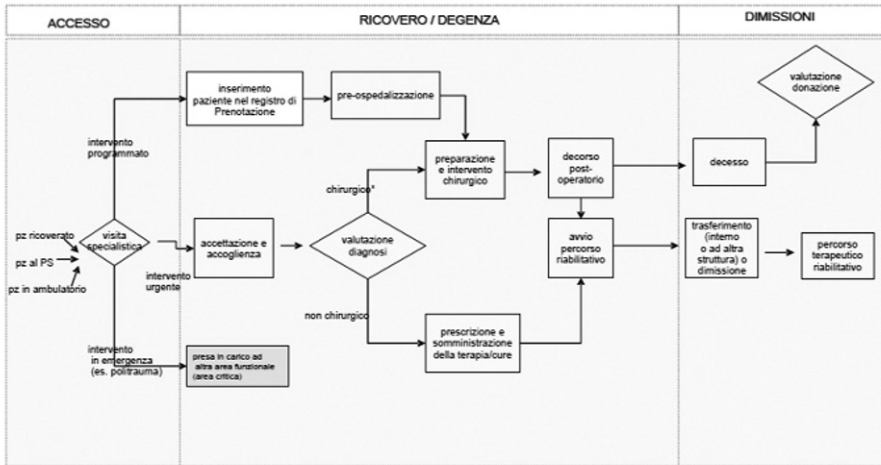 ACCESSO
RICOVERO / DEGENZA
DIMISSIONI
inserimento
paziente nel registro di
Prenotazione
pre-ospedalizzazione
valutazione
donazione
intervento
programmato
preparazione
e intervento
chirurgico
decorso
post-
operatorio
decesso
chirurgico*
pz ricoverato
pz al PS
pz in ambulatorio
visita
specialistica
intervento
urgente
accettazione e
accoglienza
valutazione
diagnosi
avvio
percorso
riabilitativo
trasferimento
(interno
o ad altra
struttura) o
dimissione
percorso
terapeutico
riabilitativo
non chirurgico
prescrizione e
somministrazione
della terapia/cure
intervento
in emergenza
(es. politrauma)
presa in carico ad
altra area funzionale
(area critica)